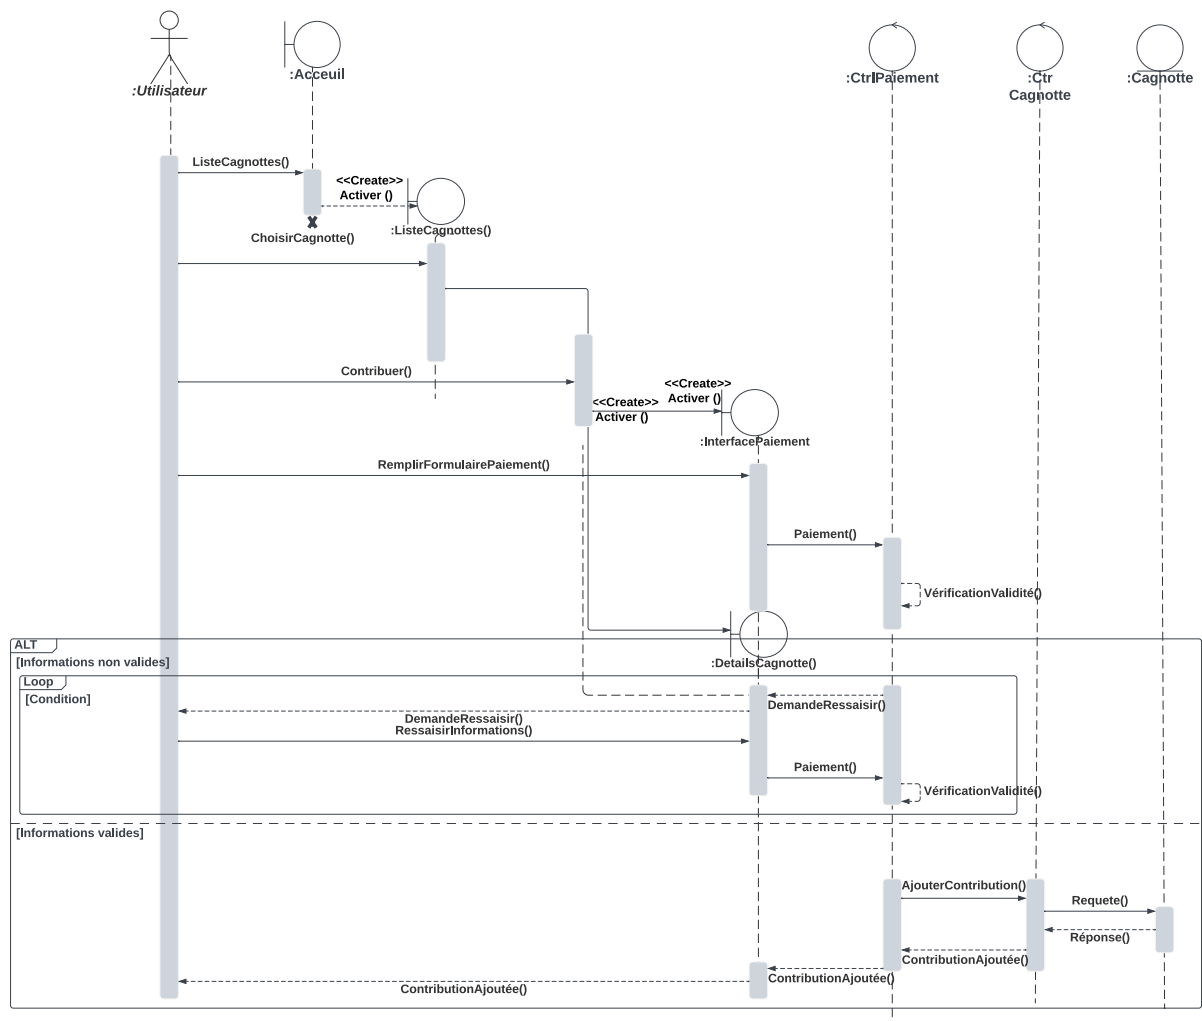 :Utilisateur
:Acceuil
:CtrlPaiement
:Ctr
Cagnotte
:Cagnotte
ListeCagnottes()
<<Create>>
Activer ()
:ListeCagnottes()
ChoisirCagnotte()
Contribuer()
<<Create>>
Activer ()
<<Create>>
Activer ()
:InterfacePaiement
RemplirFormulairePaiement()
Paiement()
VérificationValidité()
ALT
[Informations non valides]
:DetailsCagnotte()
Loop
[Condition]
DemandeRessaisir()
DemandeRessaisir()
RessaisirInformations()
Paiement()
VérificationValidité()
[Informations valides]
AjouterContribution()
Requete()
Réponse()
ContributionAjoutée()
ContributionAjoutée()
ContributionAjoutée()